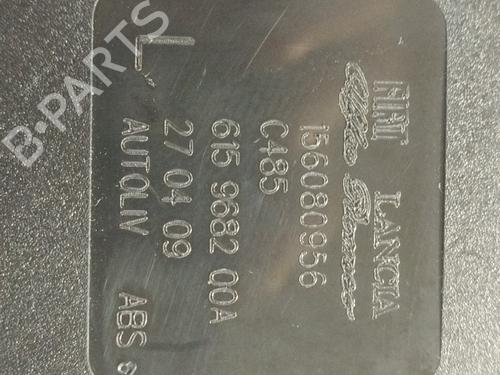 FIAT LANCIA
Alfa Romeo
156080956
C485
615 9682 00A
27 04 09
AUTOLIV ABS
L
B-PARTS